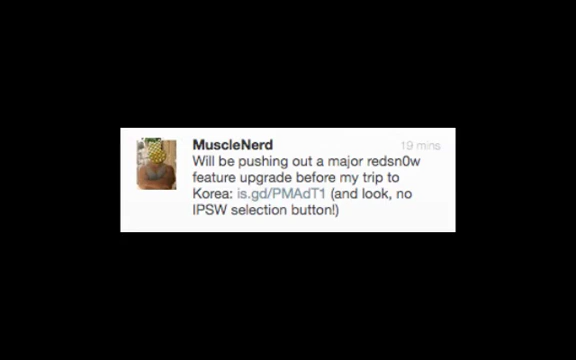 MuscleNerd 19 mins
Will be pushing out a major redsn0w
feature upgrade before my trip to
Korea: is.gd/PMAdT1 (and look, no
IPSW selection button!)